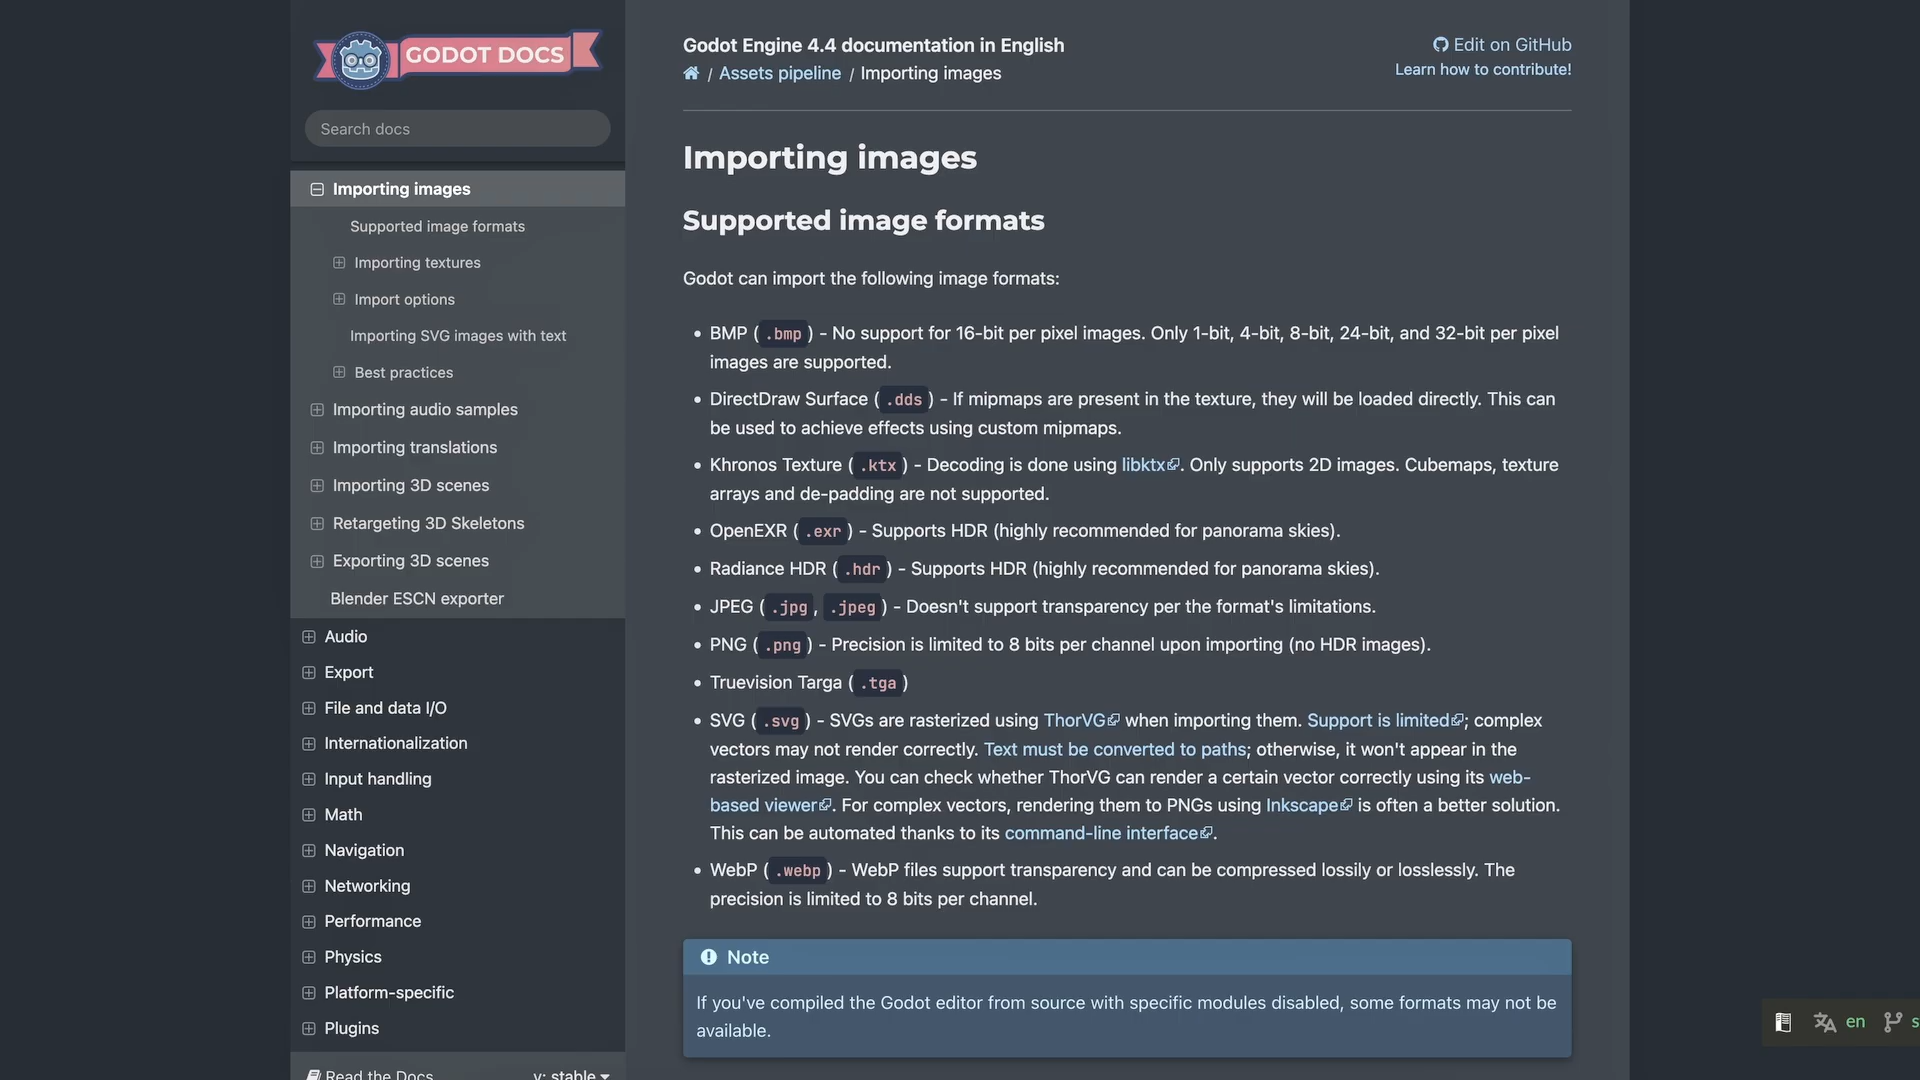 GODOT DOCS
Search docs
Importing images
Supported image formats
Importing textures
Import options
Importing SVG images with text
Best practices
Importing audio samples
Importing translations
Importing 3D scenes
Retargeting 3D Skeletons
Exporting 3D scenes
Blender ESCN exporter
Audio
Export
File and data I/O
Internationalization
Input handling
Math
Navigation
Networking
Performance
Physics
Platform-specific
Plugins
Read the Docs
v: stable
Godot Engine 4.4 documentation in English
Edit on GitHub
/ Assets pipeline / Importing images
Learn how to contribute!
Importing images
Supported image formats
Godot can import the following image formats:
• BMP ( .bmp ) - No support for 16-bit per pixel images. Only 1-bit, 4-bit, 8-bit, 24-bit, and 32-bit per pixel
images are supported.
• DirectDraw Surface ( .dds ) - If mipmaps are present in the texture, they will be loaded directly. This can
be used to achieve effects using custom mipmaps.
• Khronos Texture ( .ktx ) - Decoding is done using libktx. Only supports 2D images. Cubemaps, texture
arrays and de-padding are not supported.
• OpenEXR ( .exr ) - Supports HDR (highly recommended for panorama skies).
• Radiance HDR ( .hdr ) - Supports HDR (highly recommended for panorama skies).
• JPEG ( .jpg , .jpeg ) - Doesn't support transparency per the format's limitations.
• PNG ( .png ) - Precision is limited to 8 bits per channel upon importing (no HDR images).
• Truevision Targa ( .tga )
• SVG ( .svg ) - SVGs are rasterized using ThorVG when importing them. Support is limited; complex
vectors may not render correctly. Text must be converted to paths; otherwise, it won't appear in the
rasterized image. You can check whether ThorVG can render a certain vector correctly using its web-
based viewer. For complex vectors, rendering them to PNGs using Inkscape is often a better solution.
This can be automated thanks to its command-line interface.
• WebP ( .webp ) - WebP files support transparency and can be compressed lossily or losslessly. The
precision is limited to 8 bits per channel.
Note
If you've compiled the Godot editor from source with specific modules disabled, some formats may not be
available.
en